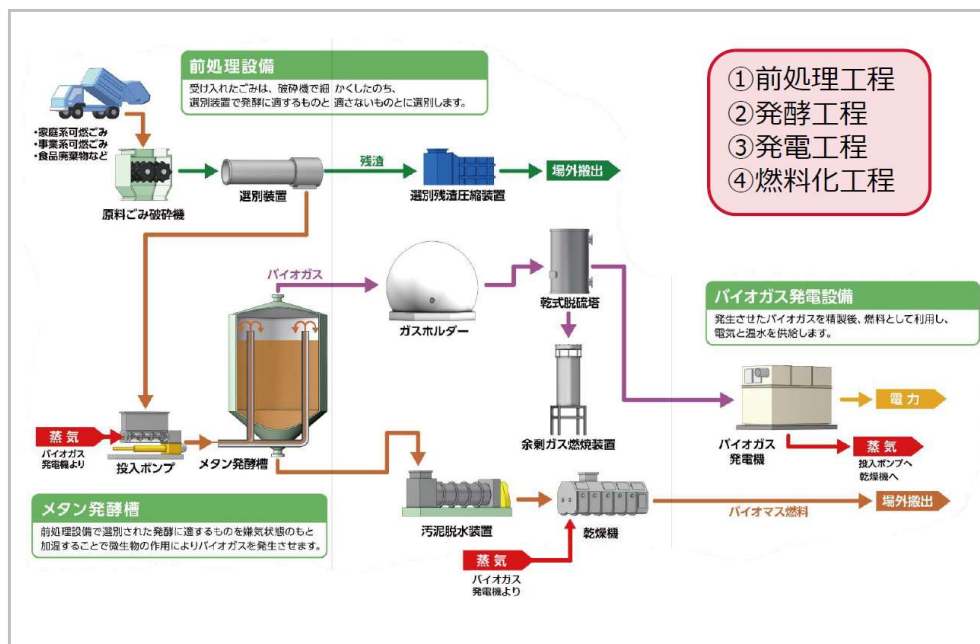 前処理設備
受け入れたごみは、破砕機で細かくしたのち、
選別装置で発酵に適するものと適さないものとに選別します。
①前処理工程
②発酵工程
③発電工程
④燃料化工程
・家庭系可燃ごみ
・事業系可燃ごみ
・食品廃棄物など
原料ごみ破砕機
選別装置
残渣
選別残渣圧縮装置
場外搬出
バイオガス
ガスホルダー
乾式脱硫塔
余剰ガス燃焼装置
バイオガス発電設備
発生させたバイオガスを精製後、燃料として利用し、
電気と温水を供給します。
バイオガス
発電機
電力
蒸気
投入ポンプへ
乾燥機へ
蒸気
バイオガス
発電機より
投入ポンプ
メタン発酵槽
メタン発酵槽
前処理設備で選別された発酵に適するものを嫌気状態のもと
加温することで微生物の作用によりバイオガスを発生させます。
汚泥脱水装置
乾燥機
バイオマス燃料
場外搬出
蒸気
バイオガス
発電機より